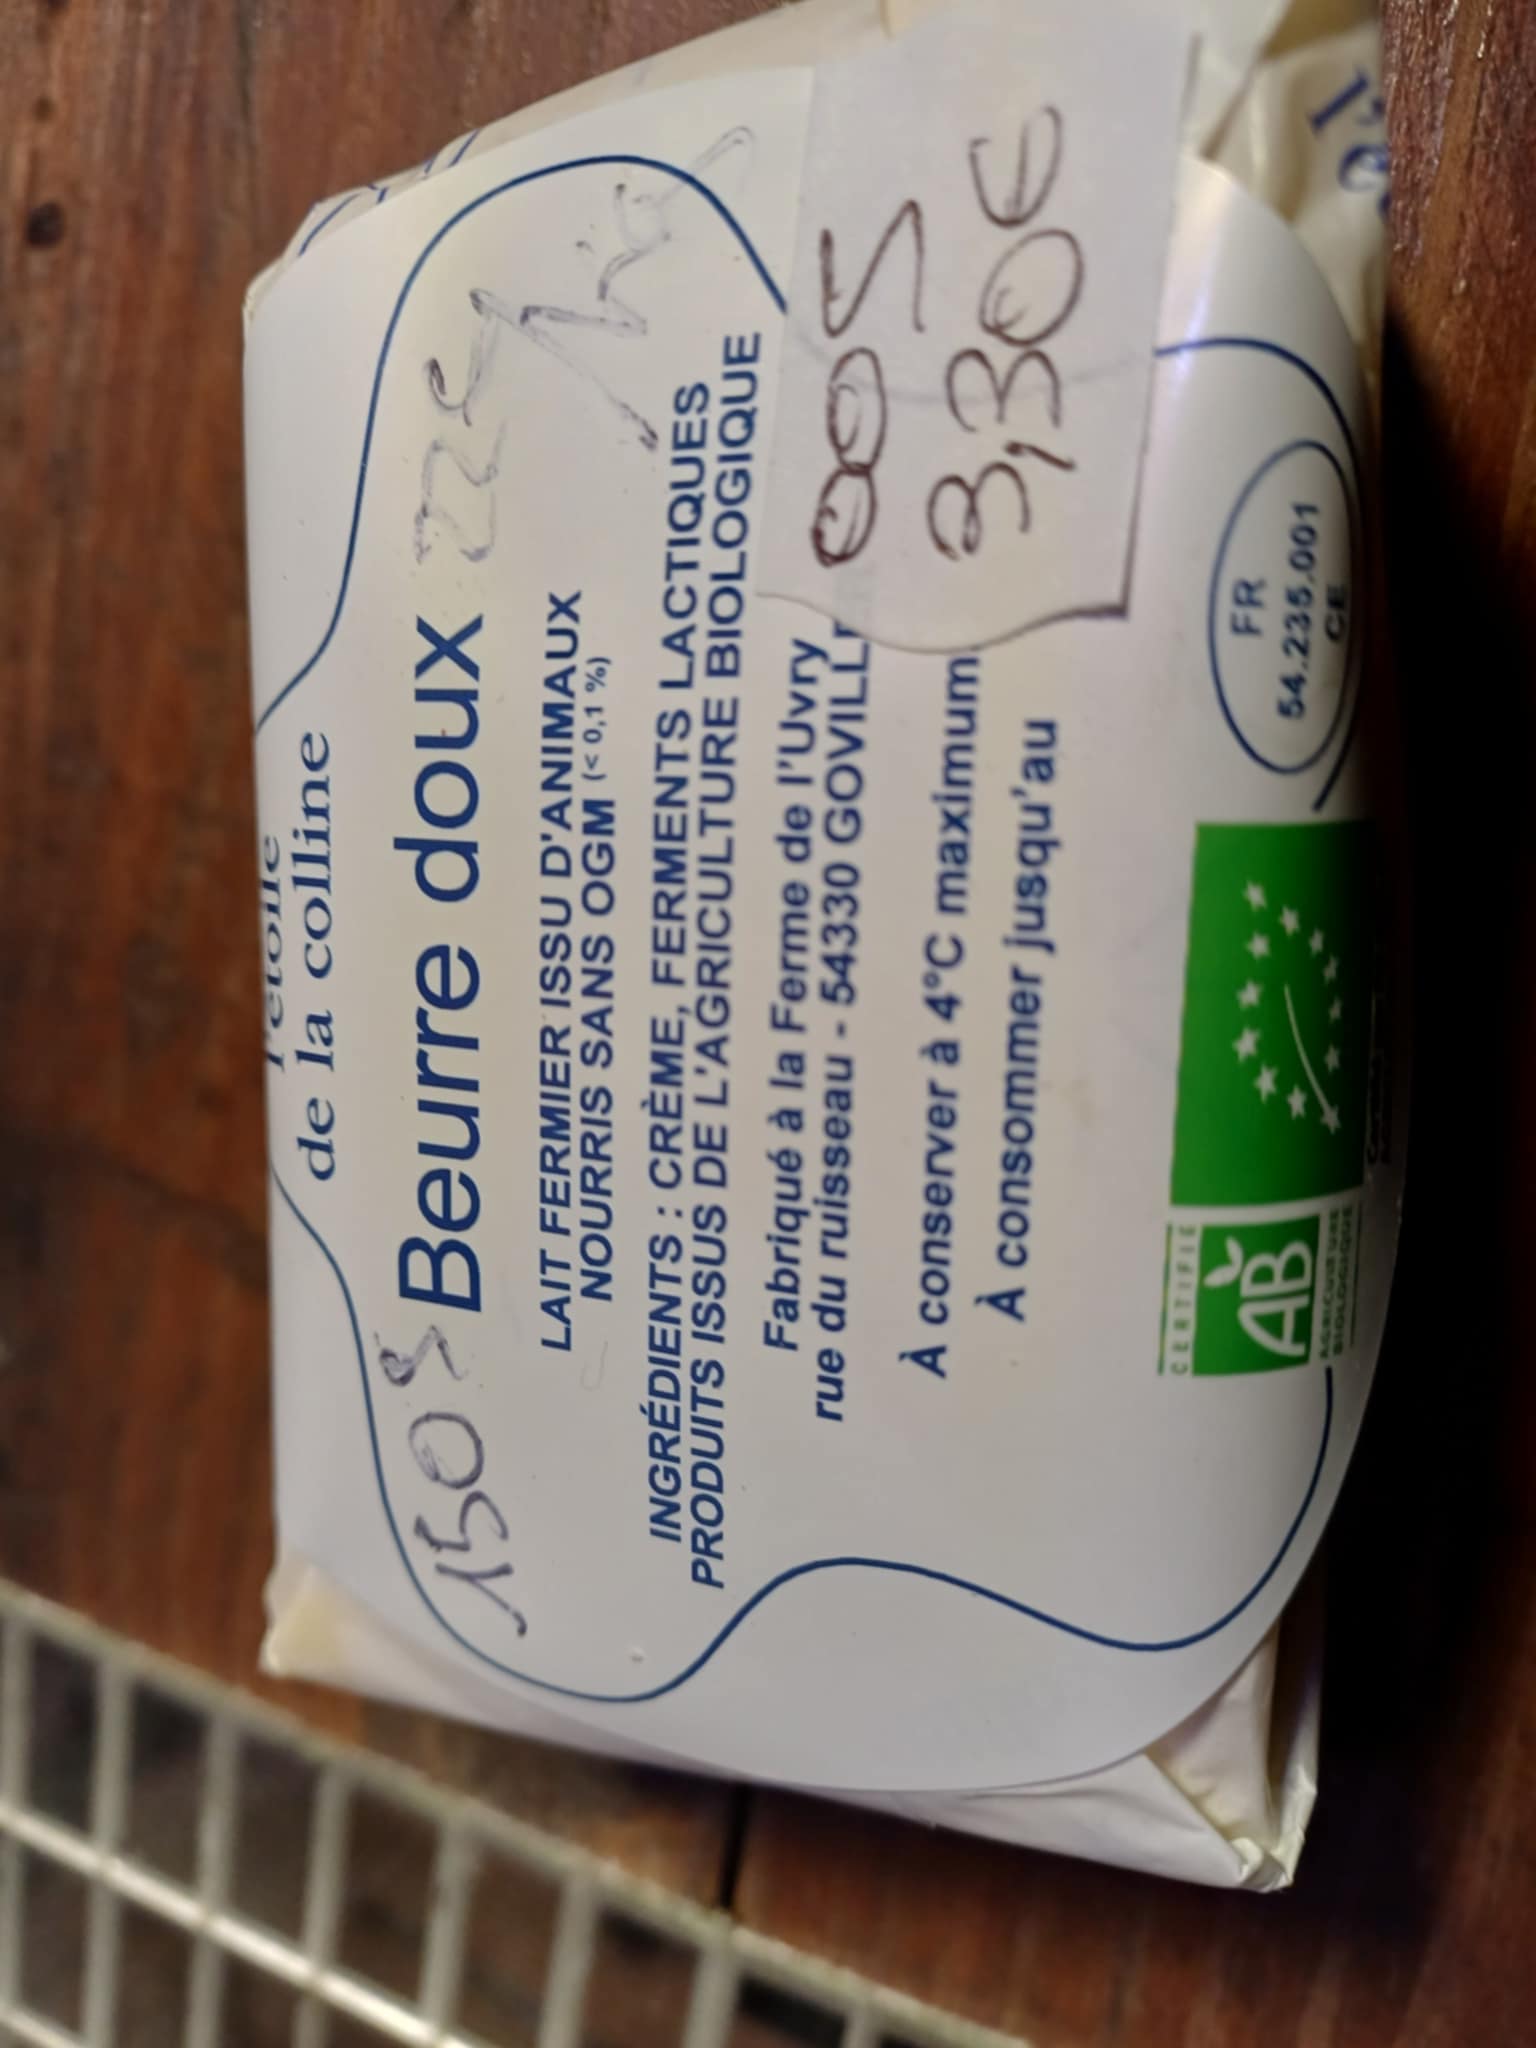 l'étoile
de la colline
Beurre doux
LAIT FERMIER ISSU D'ANIMAUX
NOURRIS SANS OGM (< 0,1 %)
INGRÉDIENTS : CRÈME, FERMENTS LACTIQUES
PRODUITS ISSUS DE L'AGRICULTURE BIOLOGIQUE
Fabriqué à la Ferme de l'Uvry
rue du ruisseau - 54330
À conserver à 4°C maximum
À consommer jusqu'au
005
3,30€
CERTIFIÉ
AB
AGRICULTURE
BIOLOGIQUE
FR
54.235.001
CE